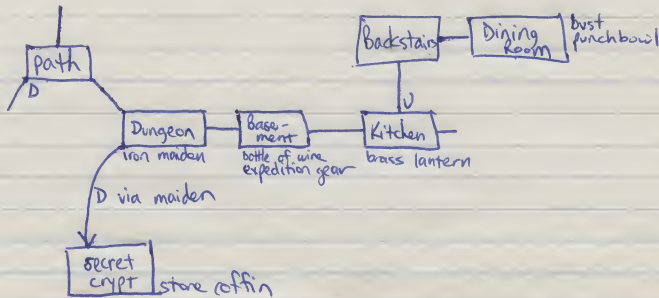 Backstairs
Dining
Room
bust
punchbowl
path
D
U
Dungeon
iron maiden
Base-
ment
bottle of wine
expedition gear
Kitchen
brass lantern
D via maiden
secret
crypt
stone coffin